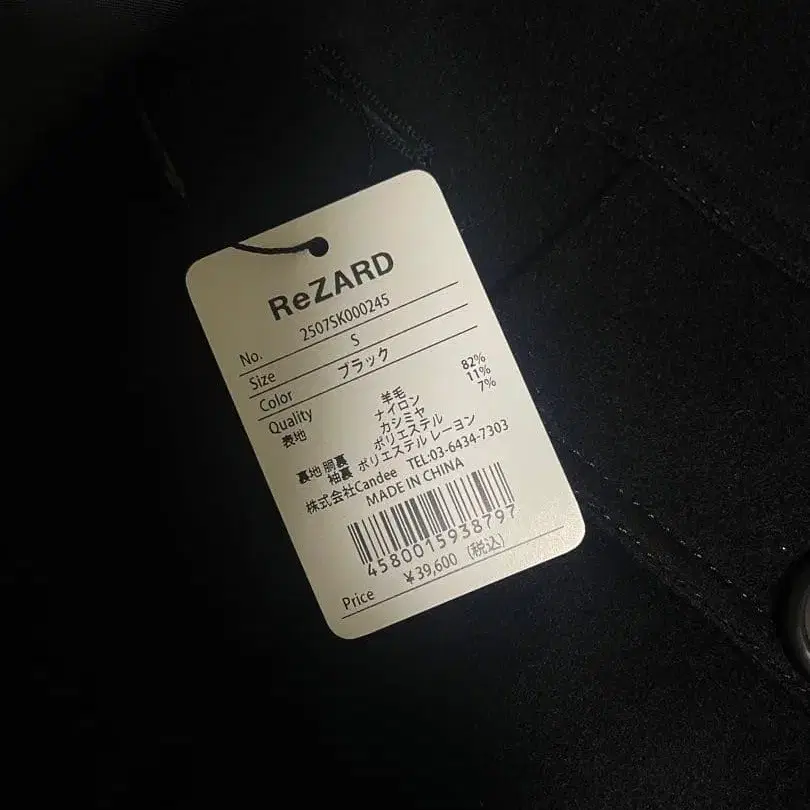 ReZARD
No. 2507SK000245
Size S
Color ブラック
Quality
表地 羊毛 82%
ナイロン 11%
カシミヤ 7%
裏地 胴裏 ポリエステル
袖裏 ポリエステル レーヨン
株式会社Candee TEL:03-6434-7303
MADE IN CHINA
4580015938797
Price ¥39,600 (税込)